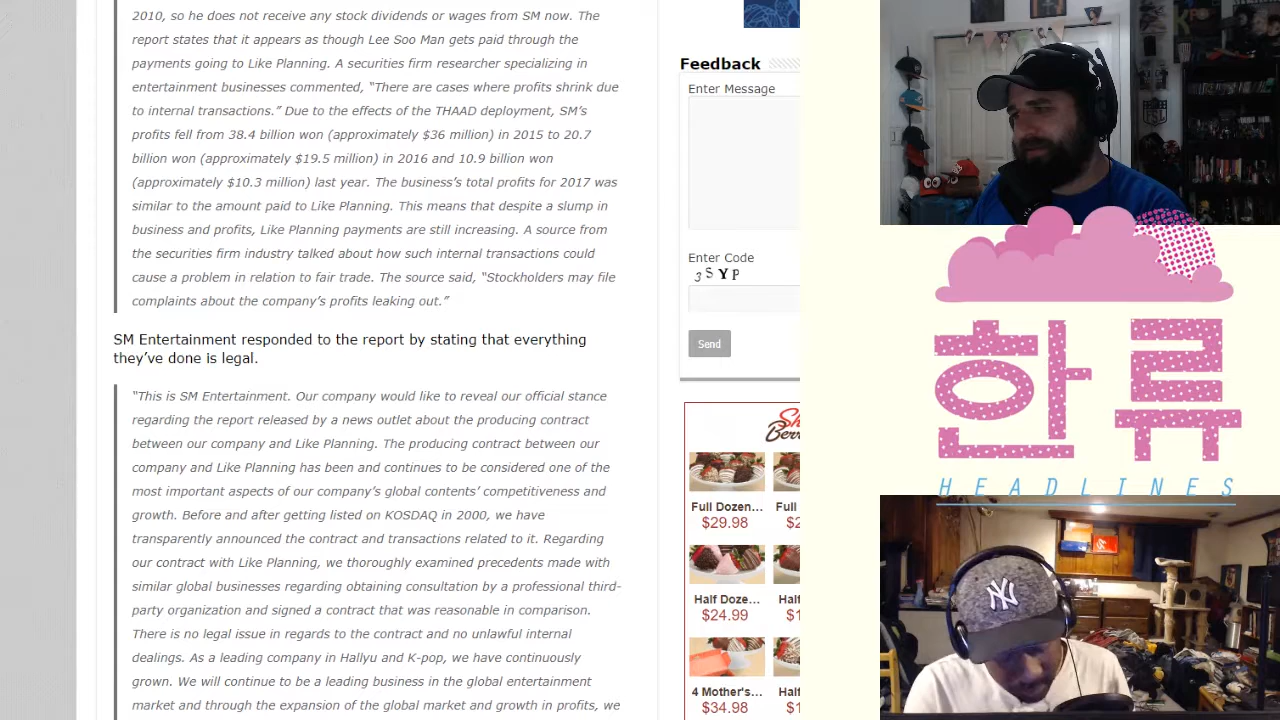 2010, so he does not receive any stock dividends or wages from SM now. The
report states that it appears as though Lee Soo Man gets paid through the
payments going to Like Planning. A securities firm researcher specializing in
entertainment businesses commented, “There are cases where profits shrink due
to internal transactions.” Due to the effects of the THAAD deployment, SM’s
profits fell from 38.4 billion won (approximately $36 million) in 2015 to 20.7
billion won (approximately $19.5 million) in 2016 and 10.9 billion won
(approximately $10.3 million) last year. The business’s total profits for 2017 was
similar to the amount paid to Like Planning. This means that despite a slump in
business and profits, Like Planning payments are still increasing. A source from
the securities firm industry talked about how such internal transactions could
cause a problem in relation to fair trade. The source said, “Stockholders may file
complaints about the company’s profits leaking out.”
SM Entertainment responded to the report by stating that everything
they’ve done is legal.
“This is SM Entertainment. Our company would like to reveal our official stance
regarding the report released by a news outlet about the producing contract
between our company and Like Planning. The producing contract between our
company and Like Planning has been and continues to be considered one of the
most important aspects of our company’s global contents’ competitiveness and
growth. Before and after getting listed on KOSDAQ in 2000, we have
transparently announced the contract and transactions related to it. Regarding
our contract with Like Planning, we thoroughly examined precedents made with
similar global businesses regarding obtaining consultation by a professional third-
party organization and signed a contract that was reasonable in comparison.
There is no legal issue in regards to the contract and no unlawful internal
dealings. As a leading company in Hallyu and K-pop, we have continuously
grown. We will continue to be a leading business in the global entertainment
market and through the expansion of the global market and growth in profits, we
Feedback
Enter Message
Enter Code
3SYP
Send
Full Dozen... Full
$29.98
Half Doze... Half
$24.99
4 Mother's... Half
$34.98
한류
HEADLINES
NY